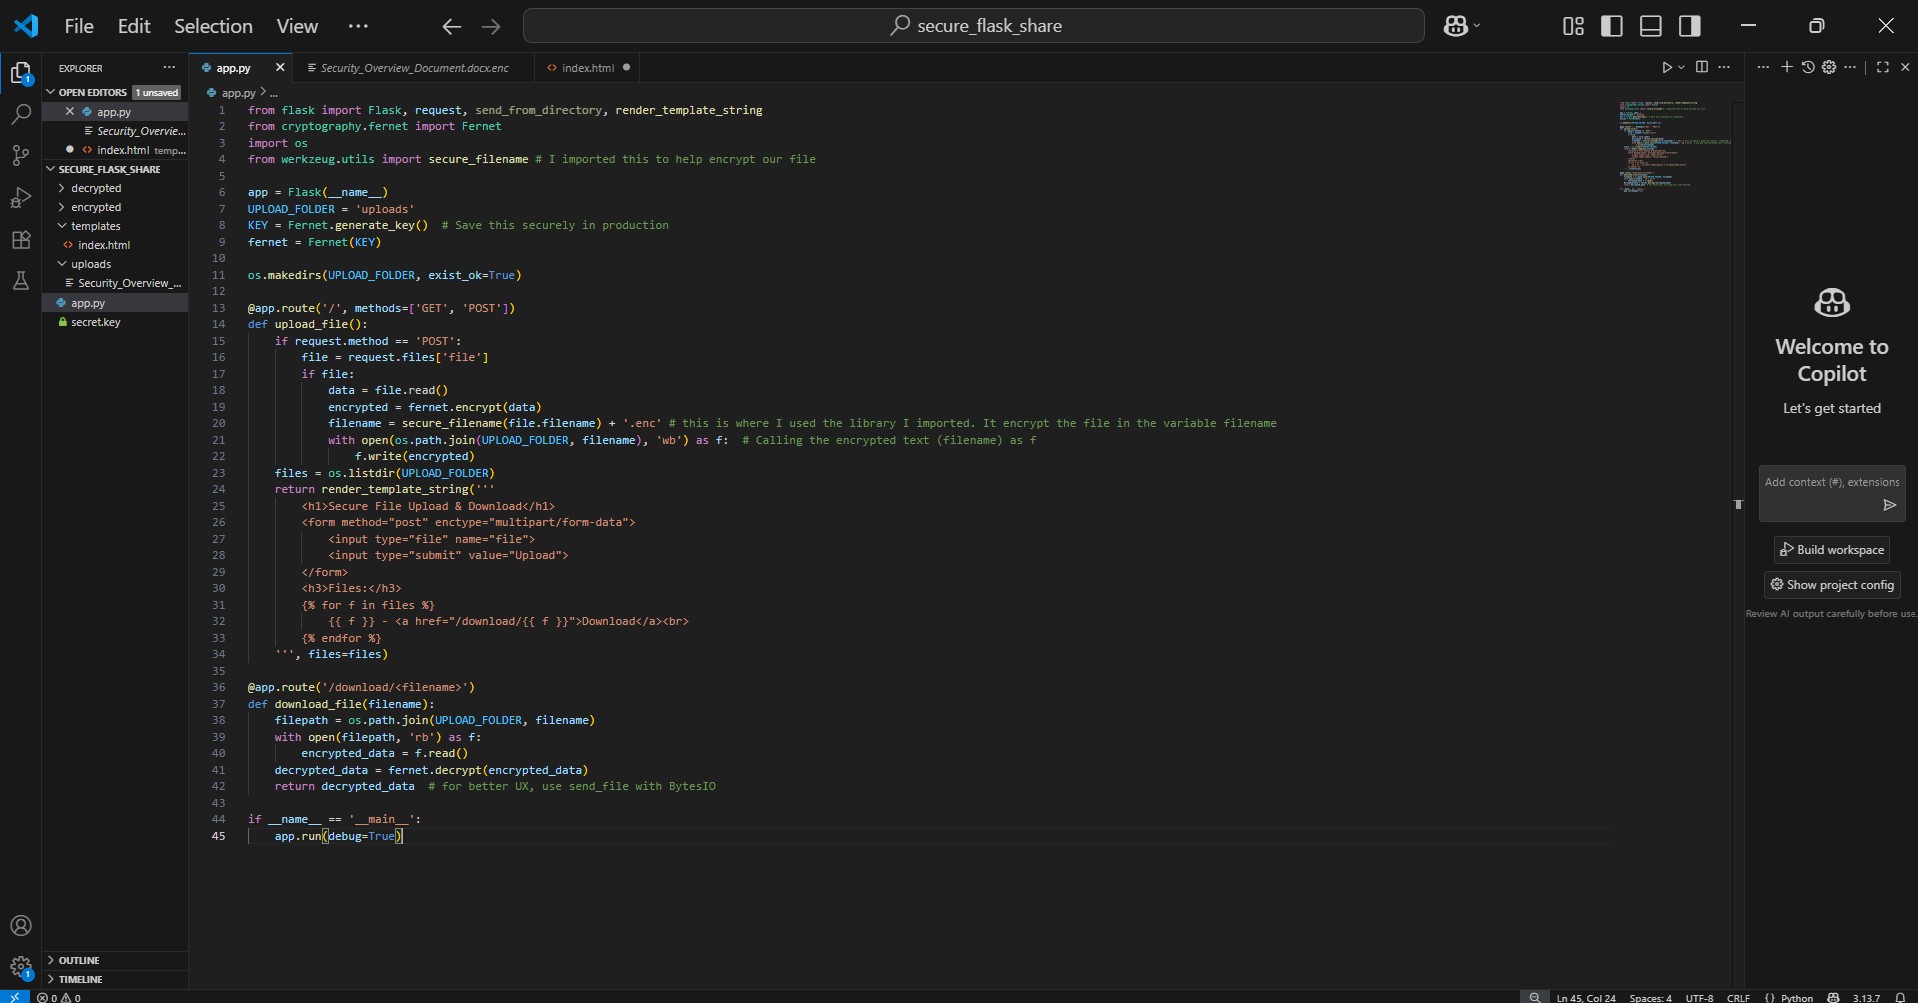 File Edit Selection View ···
secure_flask_share
EXPLORER ···
OPEN EDITORS 1 unsaved
app.py
Security_Overvie...
index.html temp...
SECURE_FLASK_SHARE
decrypted
encrypted
templates
index.html
uploads
Security_Overview_...
app.py
secret.key
OUTLINE
TIMELINE
app.py
Security_Overview_Document.docx.enc
index.html
app.py > ...
1 from flask import Flask, request, send_from_directory, render_template_string
2 from cryptography.fernet import Fernet
3 import os
4 from werkzeug.utils import secure_filename # I imported this to help encrypt our file
5
6 app = Flask(__name__)
7 UPLOAD_FOLDER = 'uploads'
8 KEY = Fernet.generate_key()  # Save this securely in production
9 fernet = Fernet(KEY)
10
11 os.makedirs(UPLOAD_FOLDER, exist_ok=True)
12
13 @app.route('/', methods=['GET', 'POST'])
14 def upload_file():
15     if request.method == 'POST':
16         file = request.files['file']
17         if file:
18             data = file.read()
19             encrypted = fernet.encrypt(data)
20             filename = secure_filename(file.filename) + '.enc' # this is where I used the library I imported. It encrypt the file in the variable filename
21             with open(os.path.join(UPLOAD_FOLDER, filename), 'wb') as f:  # Calling the encrypted text (filename) as f
22                 f.write(encrypted)
23     files = os.listdir(UPLOAD_FOLDER)
24     return render_template_string('''
25         <h1>Secure File Upload & Download</h1>
26         <form method="post" enctype="multipart/form-data">
27             <input type="file" name="file">
28             <input type="submit" value="Upload">
29         </form>
30         <h3>Files:</h3>
31         {% for f in files %}
32             {{ f }} - <a href="/download/{{ f }}">Download</a><br>
33         {% endfor %}
34     ''', files=files)
35
36 @app.route('/download/<filename>')
37 def download_file(filename):
38     filepath = os.path.join(UPLOAD_FOLDER, filename)
39     with open(filepath, 'rb') as f:
40         encrypted_data = f.read()
41     decrypted_data = fernet.decrypt(encrypted_data)
42     return decrypted_data  # for better UX, use send_file with BytesIO
43
44 if __name__ == '__main__':
45     app.run(debug=True)
Welcome to
Copilot
Let's get started
Add context (#), extensions
Build workspace
Show project config
Review AI output carefully before use.
1
1
0 0
Ln 45, Col 24 Spaces: 4 UTF-8 CRLF {} Python 3.13.7